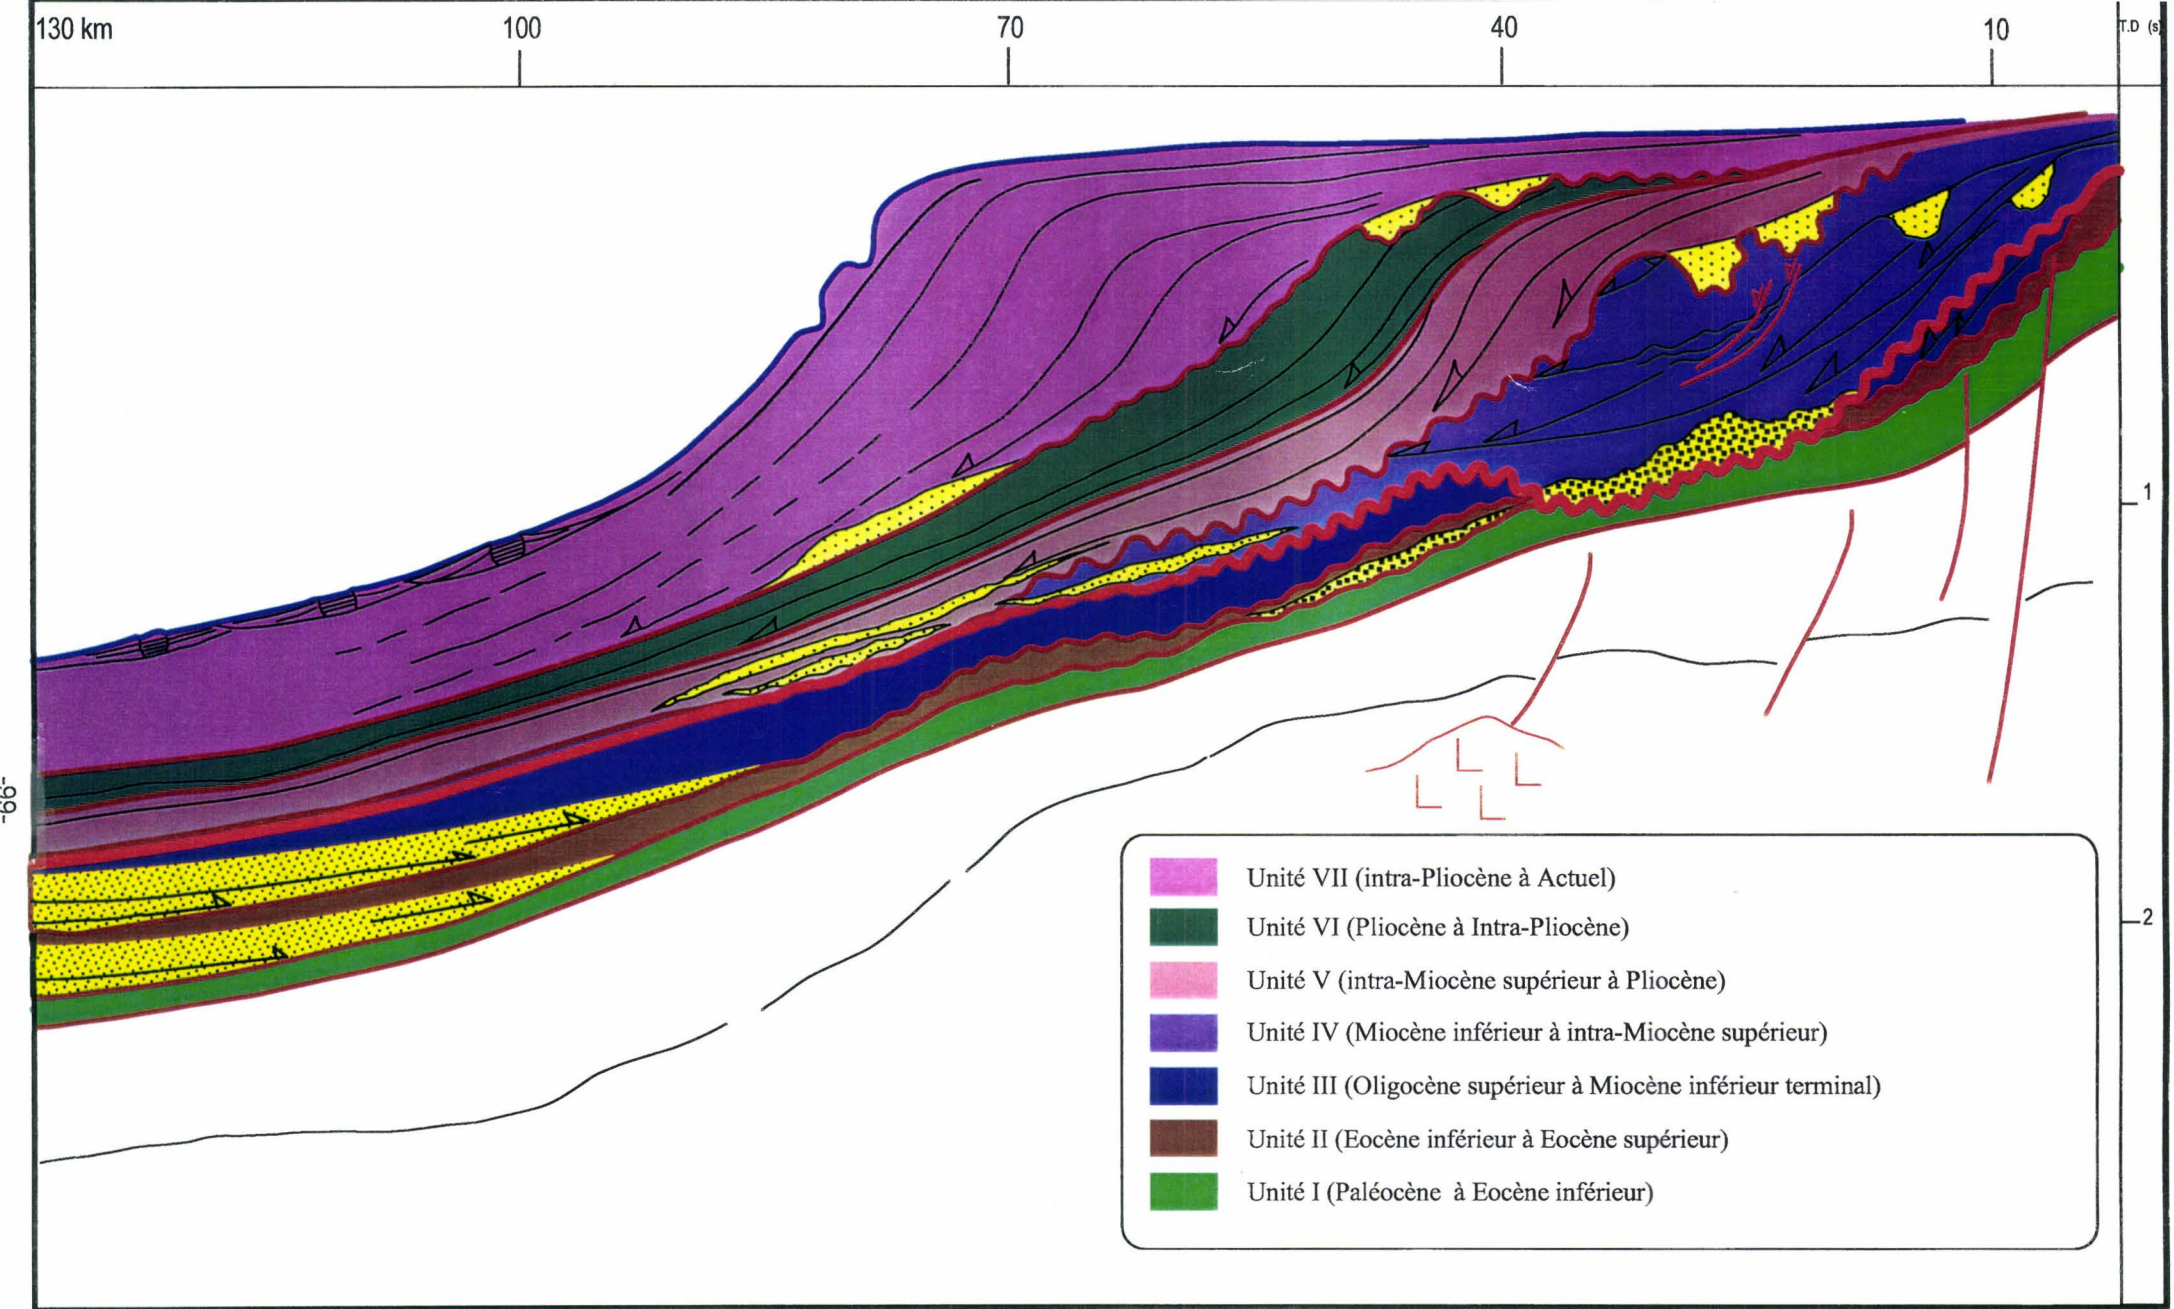 130 km 100 70 40 10 T.D (s)
1
-66-
2
Unité VII (intra-Pliocène à Actuel)
Unité VI (Pliocène à Intra-Pliocène)
Unité V (intra-Miocène supérieur à Pliocène)
Unité IV (Miocène inférieur à intra-Miocène supérieur)
Unité III (Oligocène supérieur à Miocène inférieur terminal)
Unité II (Eocène inférieur à Eocène supérieur)
Unité I (Paléocène à Eocène inférieur)